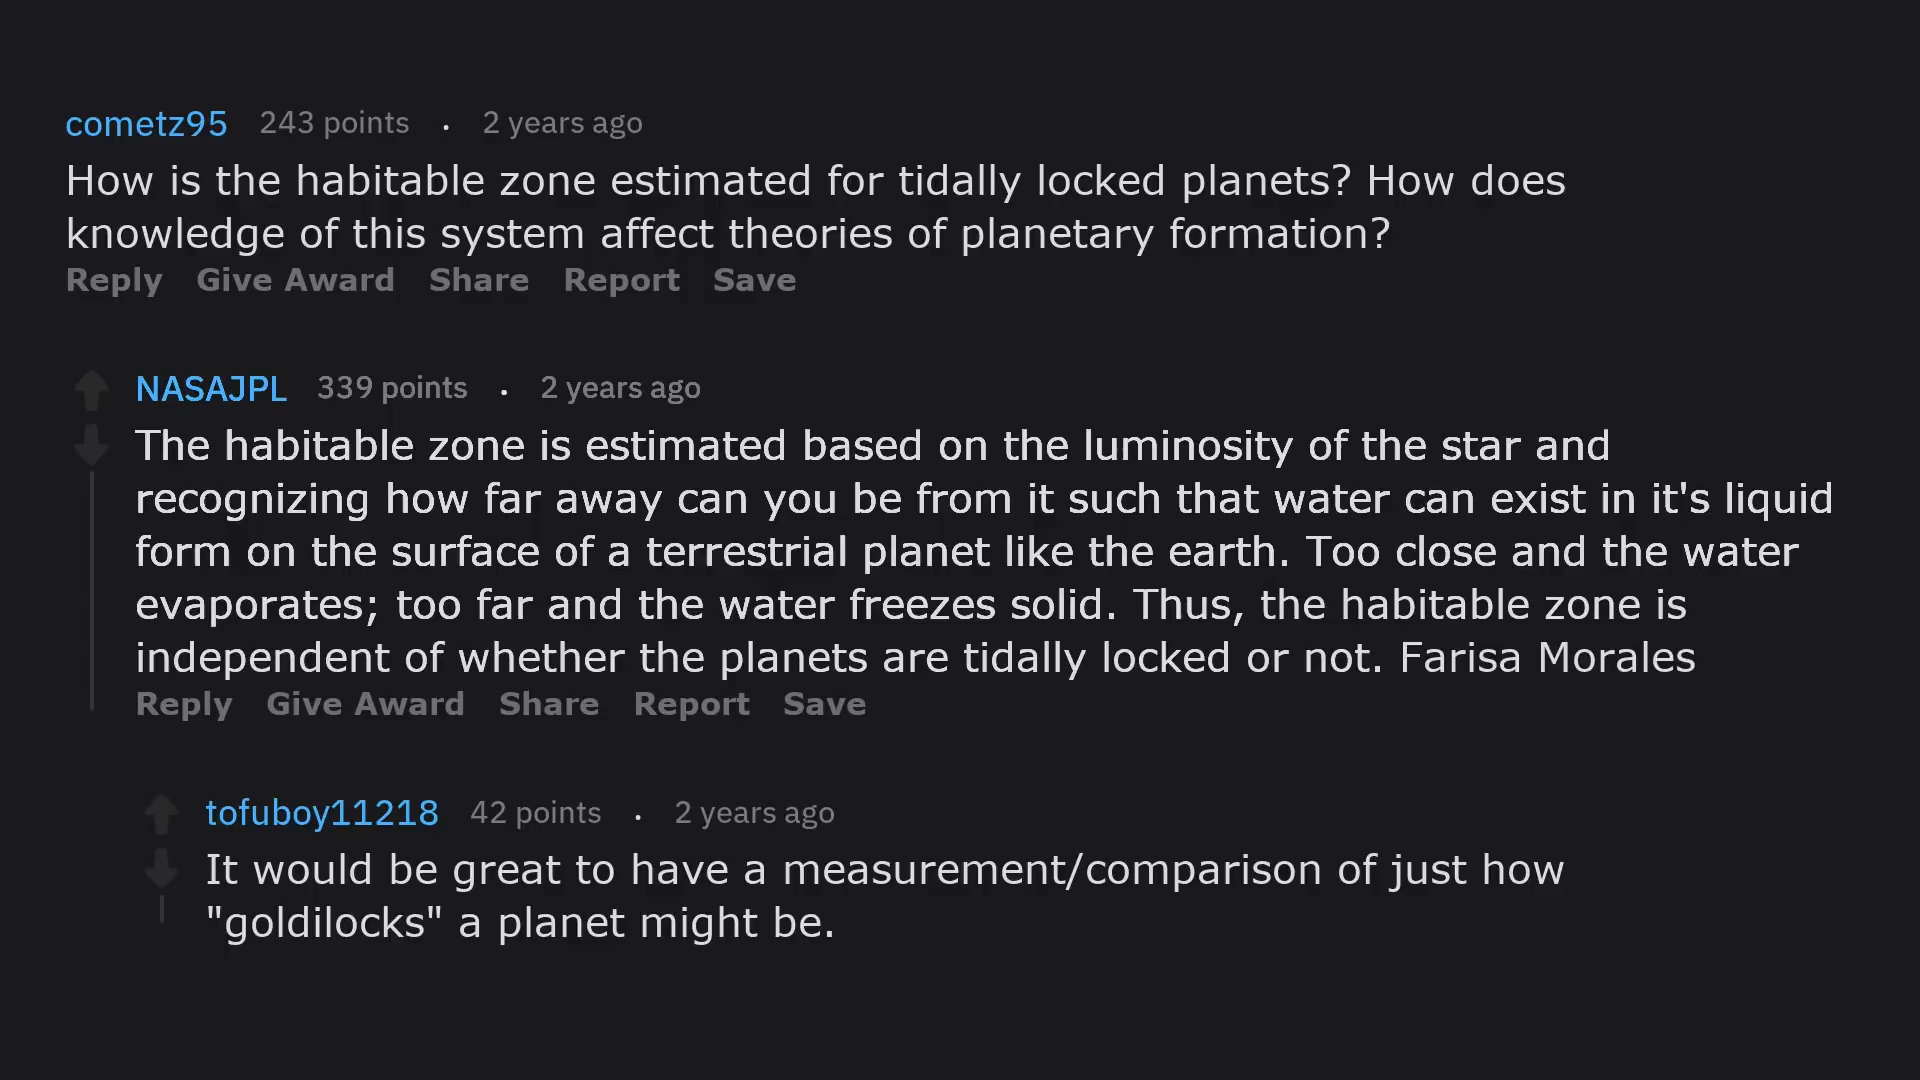 cometz95 243 points . 2 years ago
How is the habitable zone estimated for tidally locked planets? How does
knowledge of this system affect theories of planetary formation?
Reply Give Award Share Report Save
NASAJPL 339 points . 2 years ago
The habitable zone is estimated based on the luminosity of the star and
recognizing how far away can you be from it such that water can exist in it's liquid
form on the surface of a terrestrial planet like the earth. Too close and the water
evaporates; too far and the water freezes solid. Thus, the habitable zone is
independent of whether the planets are tidally locked or not. Farisa Morales
Reply Give Award Share Report Save
tofuboy11218 42 points . 2 years ago
It would be great to have a measurement/comparison of just how
"goldilocks" a planet might be.